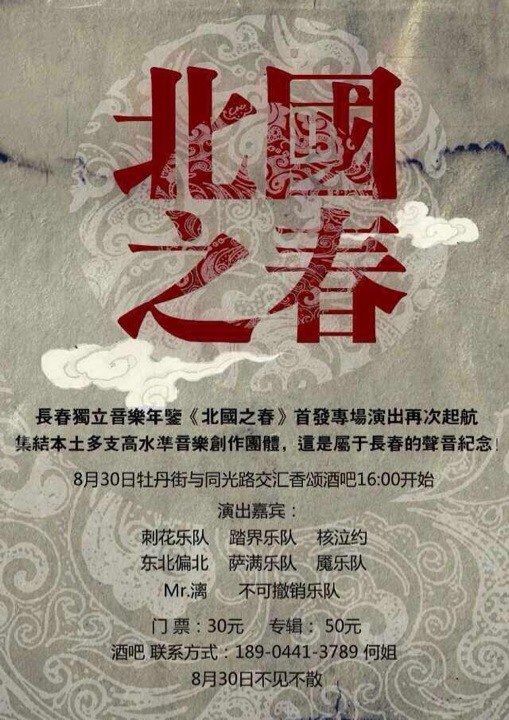 北國
之春
長春獨立音樂年鑒《北國之春》首發專場演出再次起航
集結本土多支高水準音樂創作團體，這是屬于長春的聲音紀念！
8月30日牡丹街与同光路交汇香颂酒吧16:00开始
演出嘉宾：
刺花乐队 踏界乐队 核泣约
东北偏北 萨满乐队 魇乐队
Mr.漓 不可撤销乐队
门 票：30元 专辑： 50元
酒吧 联系方式：189-0441-3789 何姐
8月30日不见不散